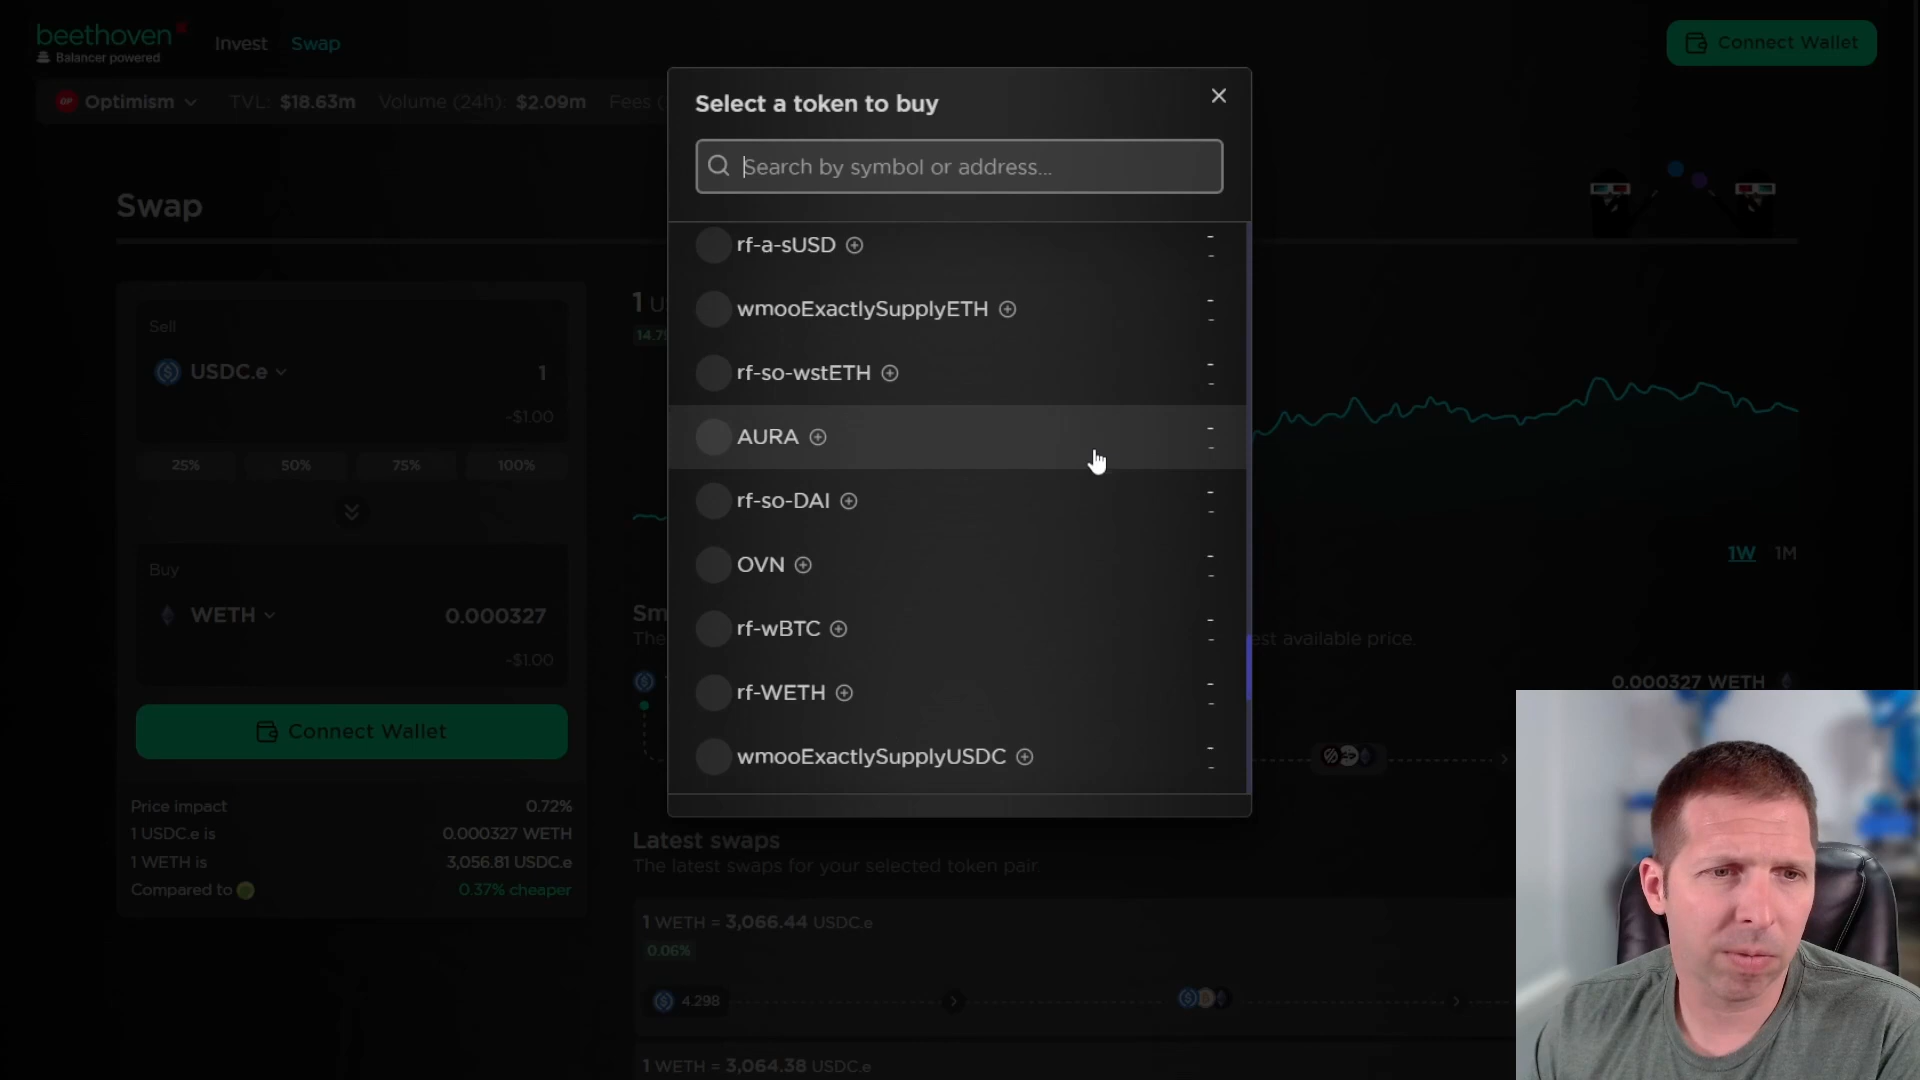 beethoven
Balancer powered
Invest
Swap
Connect Wallet
OP Optimism
TVL: $18.63m
Volume (24h): $2.09m
Fees (
Select a token to buy
Search by symbol or address...
rf-a-sUSD
-
-
wmooExactlySupplyETH
-
-
rf-so-wstETH
-
-
AURA
-
-
rf-so-DAI
-
-
OVN
-
-
rf-wBTC
-
-
rf-WETH
-
-
wmooExactlySupplyUSDC
-
-
Swap
Sell
USDC.e
1
~$1.00
25%
50%
75%
100%
Buy
WETH
0.000327
~$1.00
Connect Wallet
Price impact
0.72%
1 USDC.e is
0.000327 WETH
1 WETH is
3,056.81 USDC.e
Compared to
0.37% cheaper
1W
1M
est available price.
0.000327 WETH
Latest swaps
The latest swaps for your selected token pair.
1 WETH = 3,066.44 USDC.e
0.06%
4.298
1 WETH = 3,064.38 USDC.e